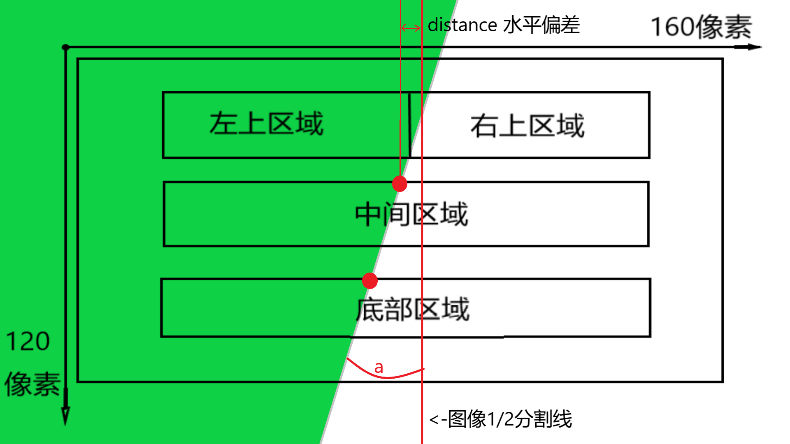 distance 水平偏差
160像素
左上区域
右上区域
中间区域
底部区域
120
像素
a
<-图像1/2分割线